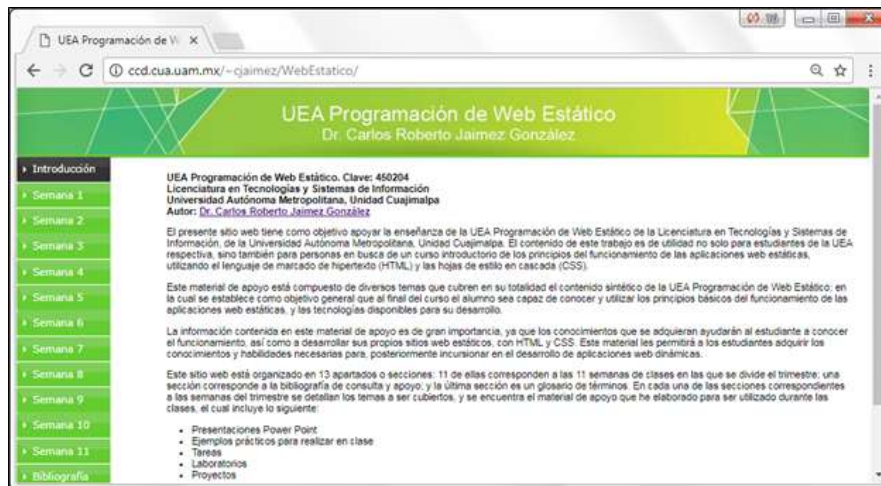 UEA Programación de W
ccd.cua.uam.mx/~cjaimez/WebEstatico/
UEA Programación de Web Estático
Dr. Carlos Roberto Jaimez González
Introducción
Semana 1
Semana 2
Semana 3
Semana 4
Semana 5
Semana 6
Semana 7
Semana 8
Semana 9
Semana 10
Semana 11
Bibliografía
UEA Programación de Web Estático. Clave: 450204
Licenciatura en Tecnologías y Sistemas de Información
Universidad Autónoma Metropolitana, Unidad Cuajimalpa
Autor: Dr. Carlos Roberto Jaimez González
El presente sitio web tiene como objetivo apoyar la enseñanza de la UEA Programación de Web Estático de la Licenciatura en Tecnologías y Sistemas de
Información, de la Universidad Autónoma Metropolitana, Unidad Cuajimalpa. El contenido de este trabajo es de utilidad no solo para estudiantes de la UEA
respectiva, sino también para personas en busca de un curso introductorio de los principios del funcionamiento de las aplicaciones web estáticas,
utilizando el lenguaje de marcado de hipertexto (HTML) y las hojas de estilo en cascada (CSS).
Este material de apoyo está compuesto de diversos temas que cubren en su totalidad el contenido sintético de la UEA Programación de Web Estático; en
la cual se establece como objetivo general que al final del curso el alumno sea capaz de conocer y utilizar los principios básicos del funcionamiento de las
aplicaciones web estáticas, y las tecnologías disponibles para su desarrollo.
La información contenida en este material de apoyo es de gran importancia, ya que los conocimientos que se adquieran ayudarán al estudiante a conocer
el funcionamiento, así como a desarrollar sus propios sitios web estáticos, con HTML y CSS. Este material les permitirá a los estudiantes adquirir los
conocimientos y habilidades necesarias para, posteriormente incursionar en el desarrollo de aplicaciones web dinámicas.
Este sitio web está organizado en 13 apartados o secciones: 11 de ellas corresponden a las 11 semanas de clases en las que se divide el trimestre; una
sección corresponde a la bibliografía de consulta y apoyo; y la última sección es un glosario de términos. En cada una de las secciones correspondientes
a las semanas del trimestre se detallan los temas a ser cubiertos, y se encuentra el material de apoyo que he elaborado para ser utilizado durante las
clases, el cual incluye lo siguiente:
Presentaciones Power Point
Ejemplos prácticos para realizar en clase
Tareas
Laboratorios
Proyectos